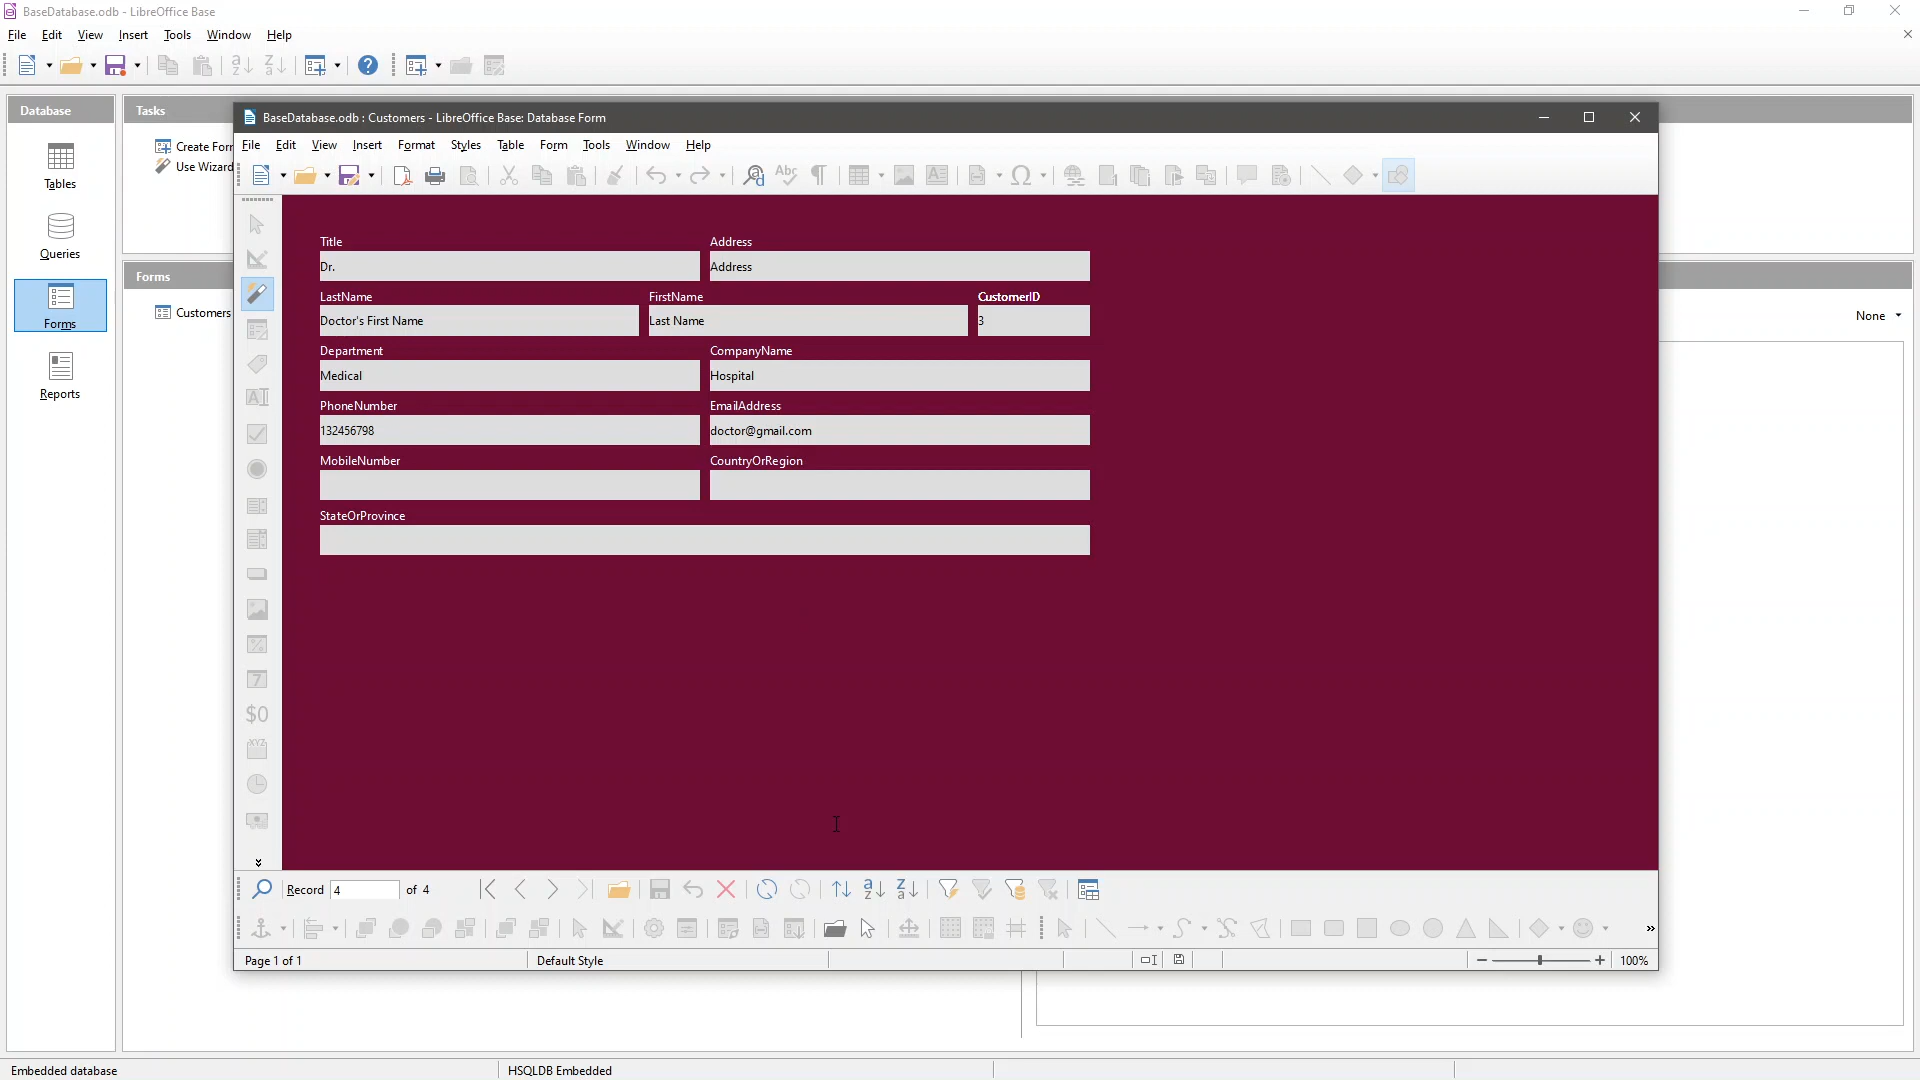 BaseDatabase.odb - LibreOffice Base
File Edit View Insert Tools Window Help
Database
Tables
Queries
Forms
Reports
Tasks
Create Forn
Use Wizard
Forms
Customers
None
BaseDatabase.odb : Customers - LibreOffice Base: Database Form
File Edit View Insert Format Styles Table Form Tools Window Help
Title Address
Dr. Address
LastName FirstName CustomerID
Doctor's First Name Last Name 3
Department CompanyName
Medical Hospital
PhoneNumber EmailAddress
132456798 doctor@gmail.com
MobileNumber CountryOrRegion
StateOrProvince
Record 4 of 4
Page 1 of 1 Default Style 100%
Embedded database HSQLDB Embedded